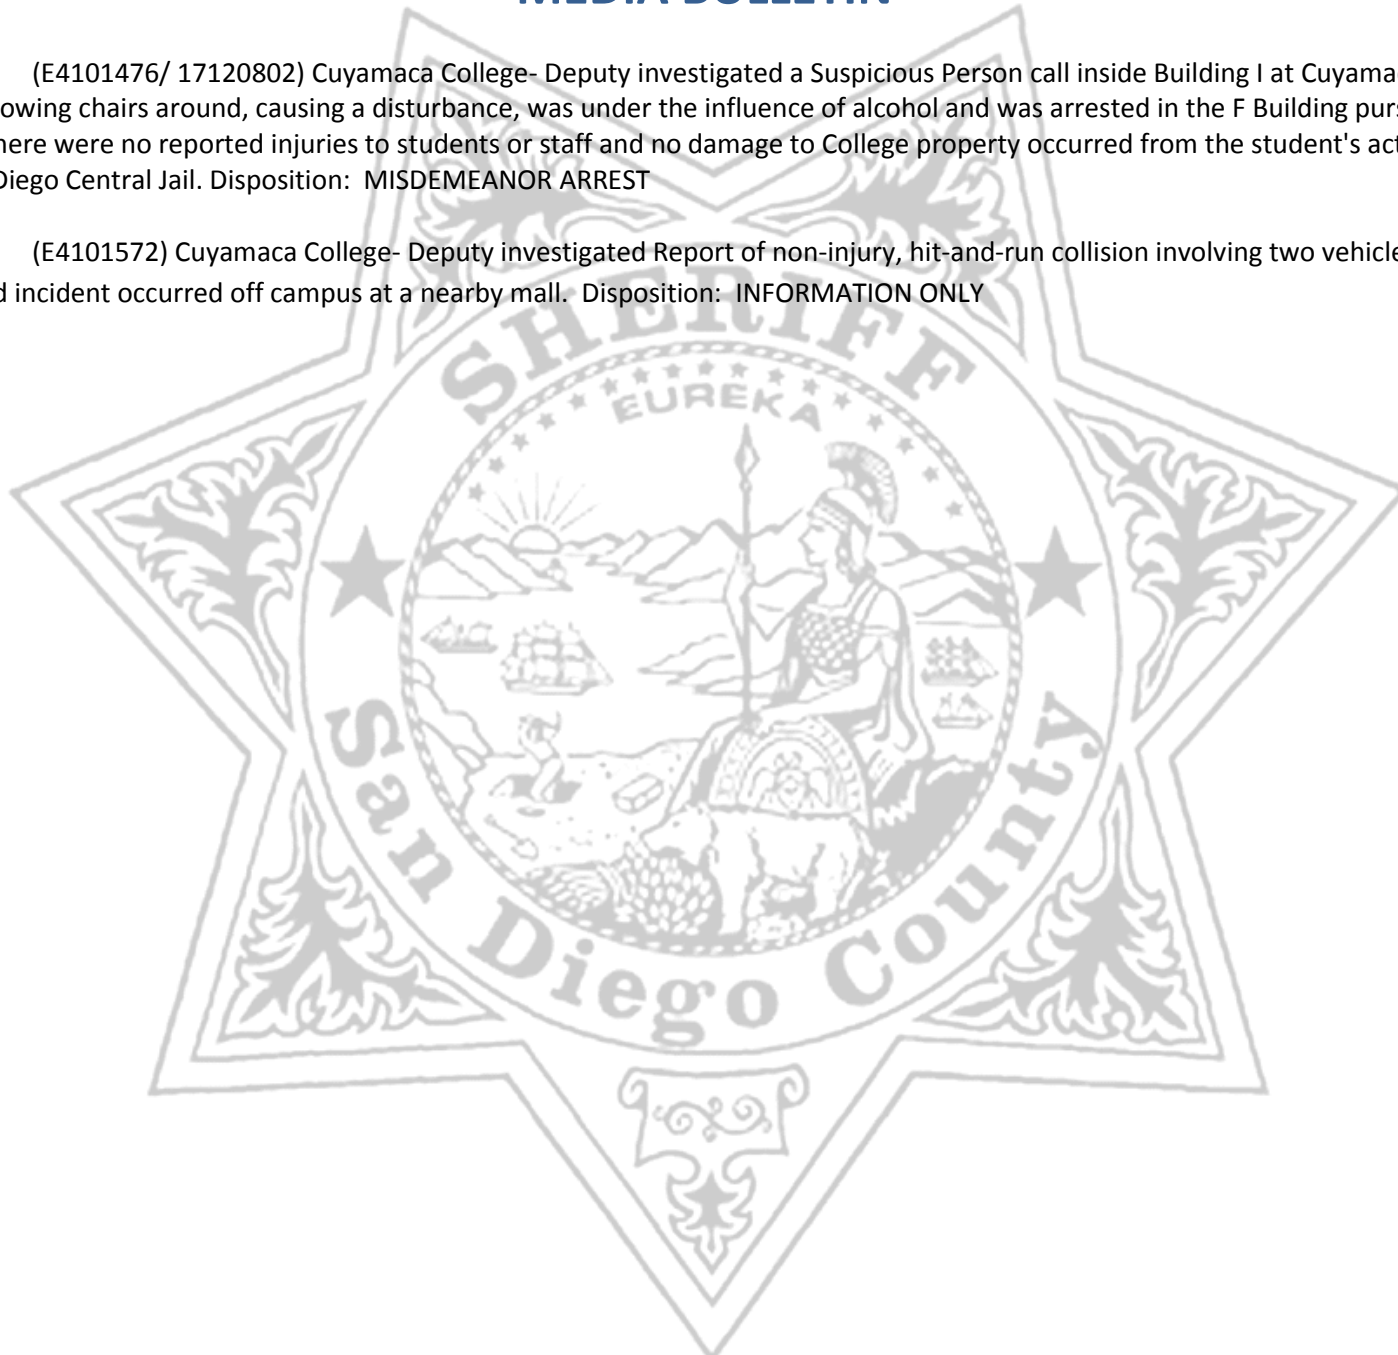 MEDIA BULLETIN
(E4101476/ 17120802) Cuyamaca College- Deputy investigated a Suspicious Person call inside Building I at Cuyama
owing chairs around, causing a disturbance, was under the influence of alcohol and was arrested in the F Building purs
here were no reported injuries to students or staff and no damage to College property occurred from the student's act
Diego Central Jail. Disposition: MISDEMEANOR ARREST
(E4101572) Cuyamaca College- Deputy investigated Report of non-injury, hit-and-run collision involving two vehicle
d incident occurred off campus at a nearby mall. Disposition: INFORMATION ONLY
SHERIFF
EUREKA
San Diego County